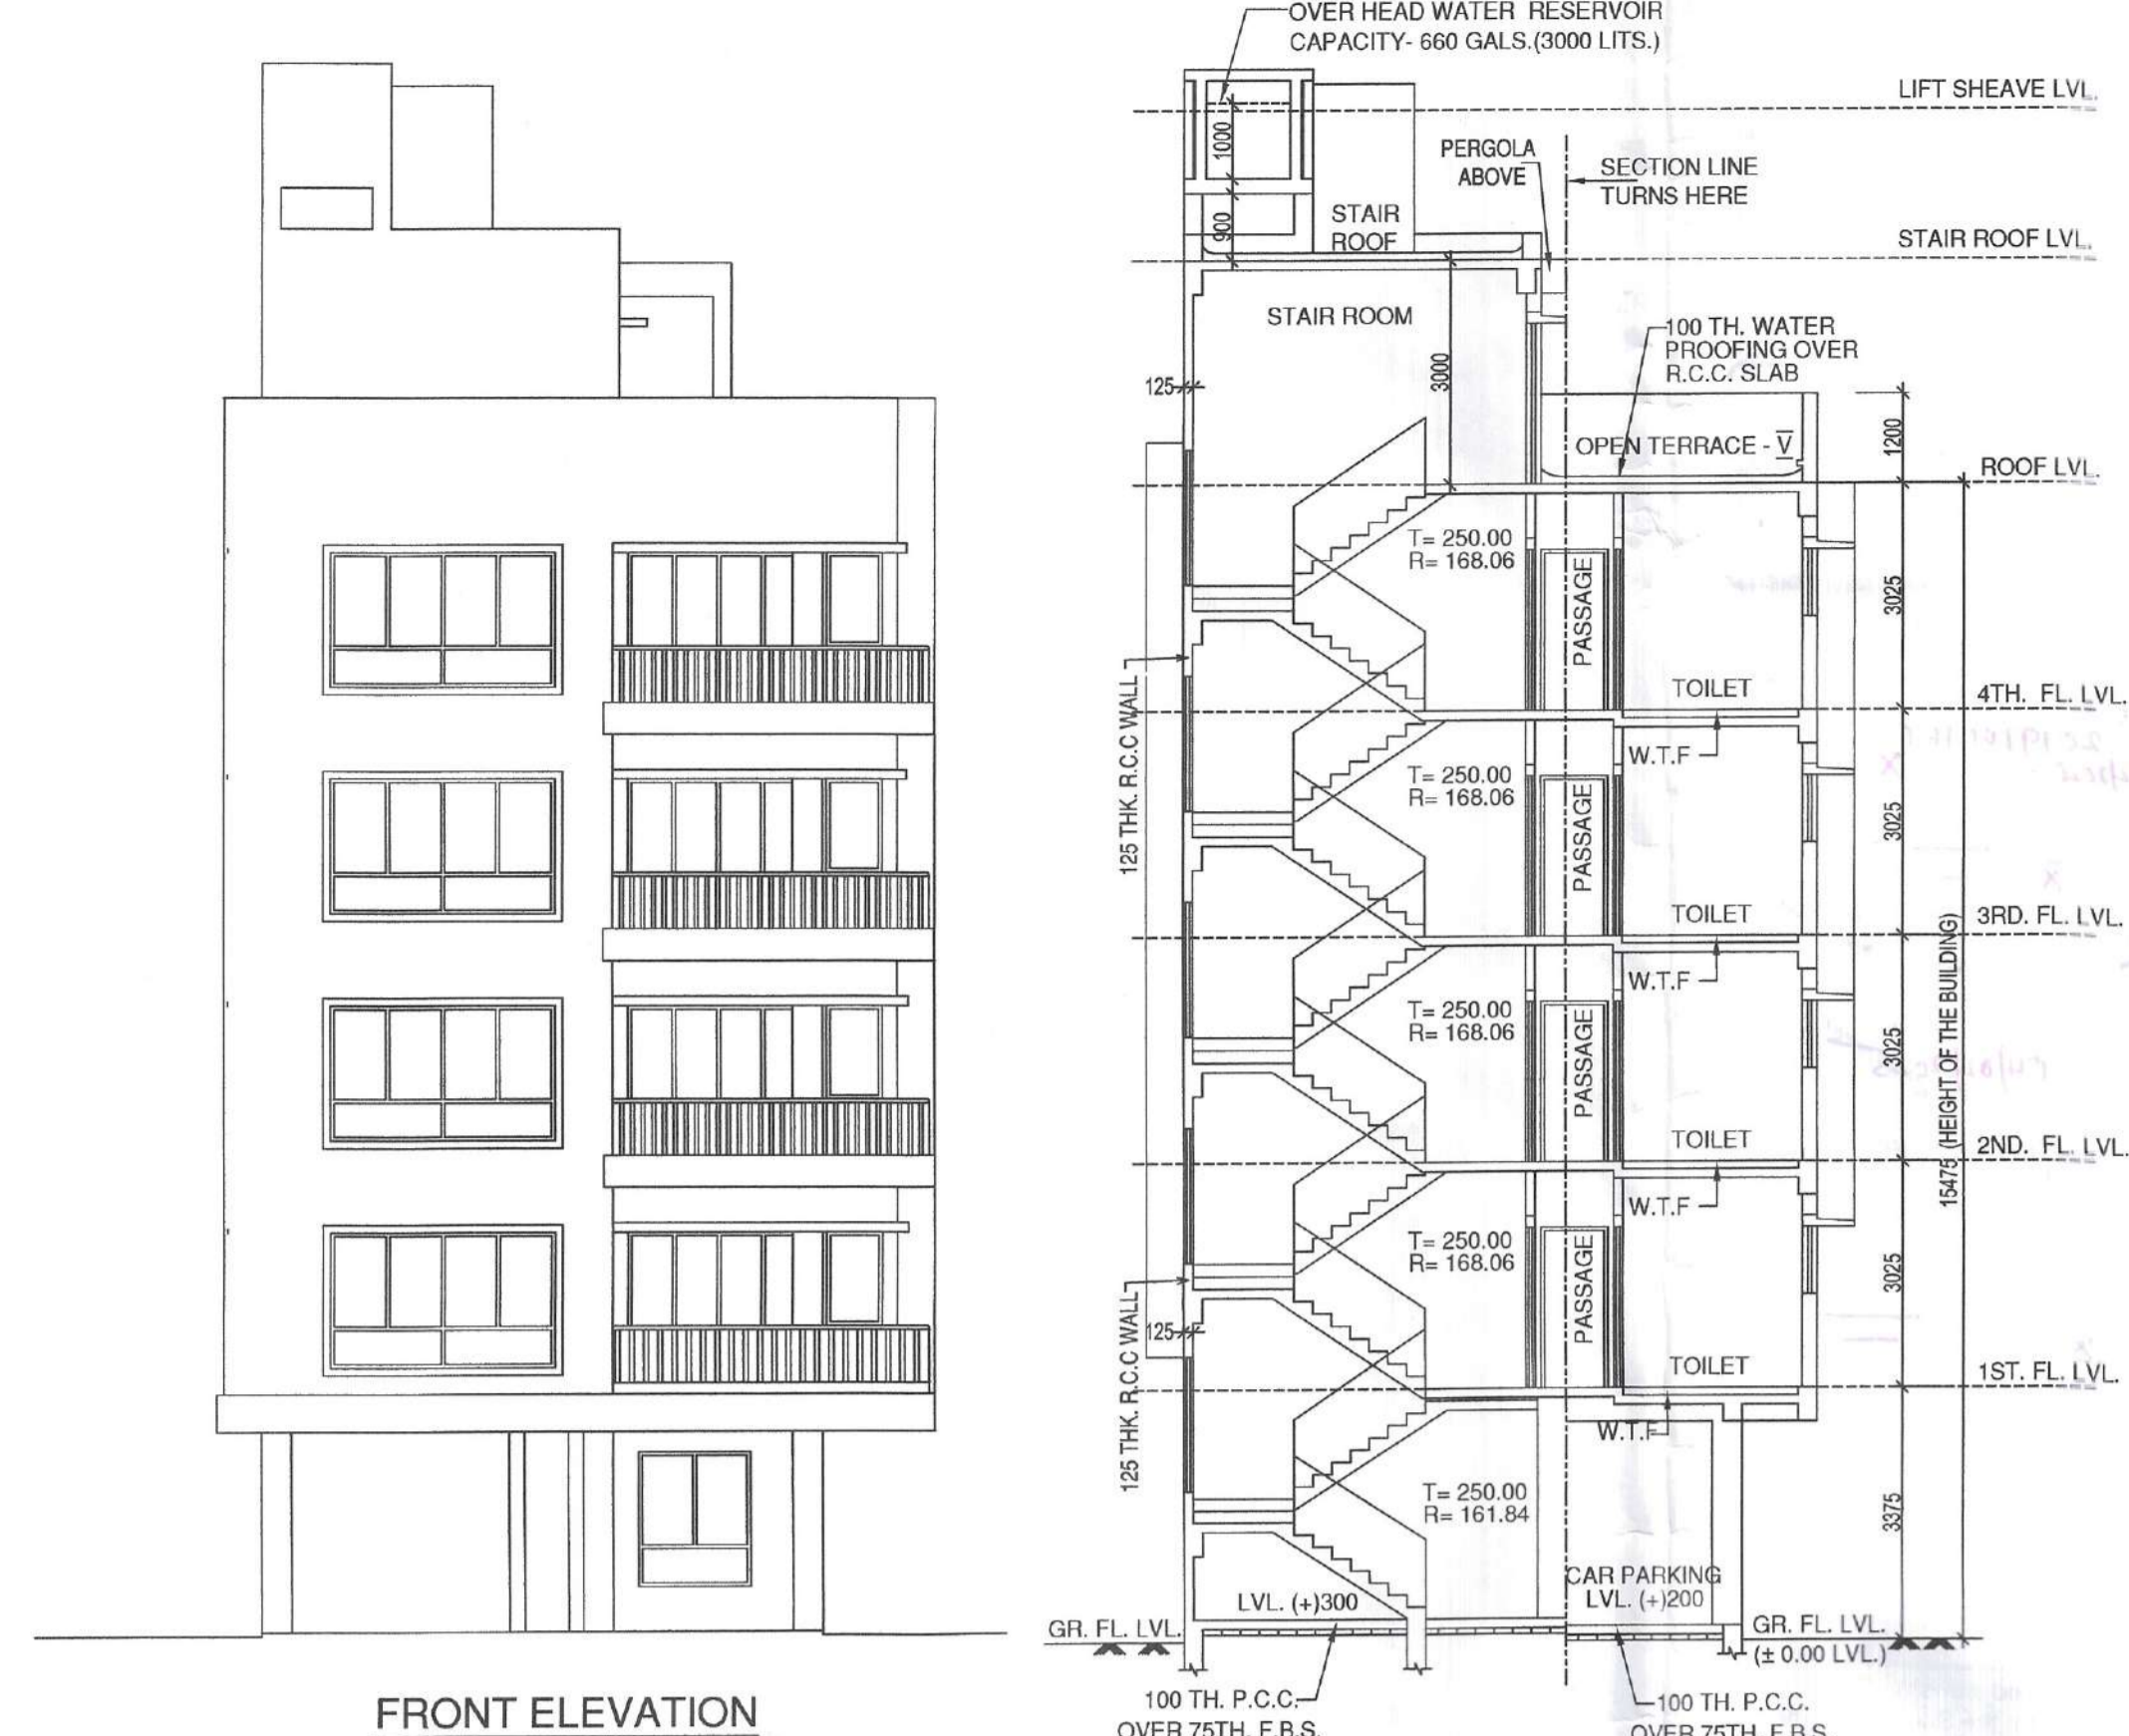 OVER HEAD WATER RESERVOIR
CAPACITY- 660 GALS.(3000 LITS.)
LIFT SHEAVE LVL.
1000
PERGOLA
ABOVE
SECTION LINE
TURNS HERE
900
STAIR
ROOF
STAIR ROOF LVL.
STAIR ROOM
100 TH. WATER
PROOFING OVER
R.C.C. SLAB
125
3000
1200
OPEN TERRACE - V
ROOF LVL.
T= 250.00
R= 168.06
PASSAGE
3025
125 THK. R.C.C WALL
TOILET
4TH. FL. LVL.
W.T.F
T= 250.00
R= 168.06
PASSAGE
3025
TOILET
3RD. FL. LVL.
W.T.F
T= 250.00
R= 168.06
PASSAGE
3025
15475 (HEIGHT OF THE BUILDING)
TOILET
2ND. FL. LVL.
W.T.F
T= 250.00
R= 168.06
PASSAGE
3025
125 THK. R.C.C WALL
125
TOILET
1ST. FL. LVL.
W.T.F
T= 250.00
R= 161.84
3375
CAR PARKING
LVL. (+)200
LVL. (+)300
GR. FL. LVL.
GR. FL. LVL.
(± 0.00 LVL.)
FRONT ELEVATION
100 TH. P.C.C.
OVER 75TH. F.B.S.
100 TH. P.C.C.
OVER 75TH. F.B.S.